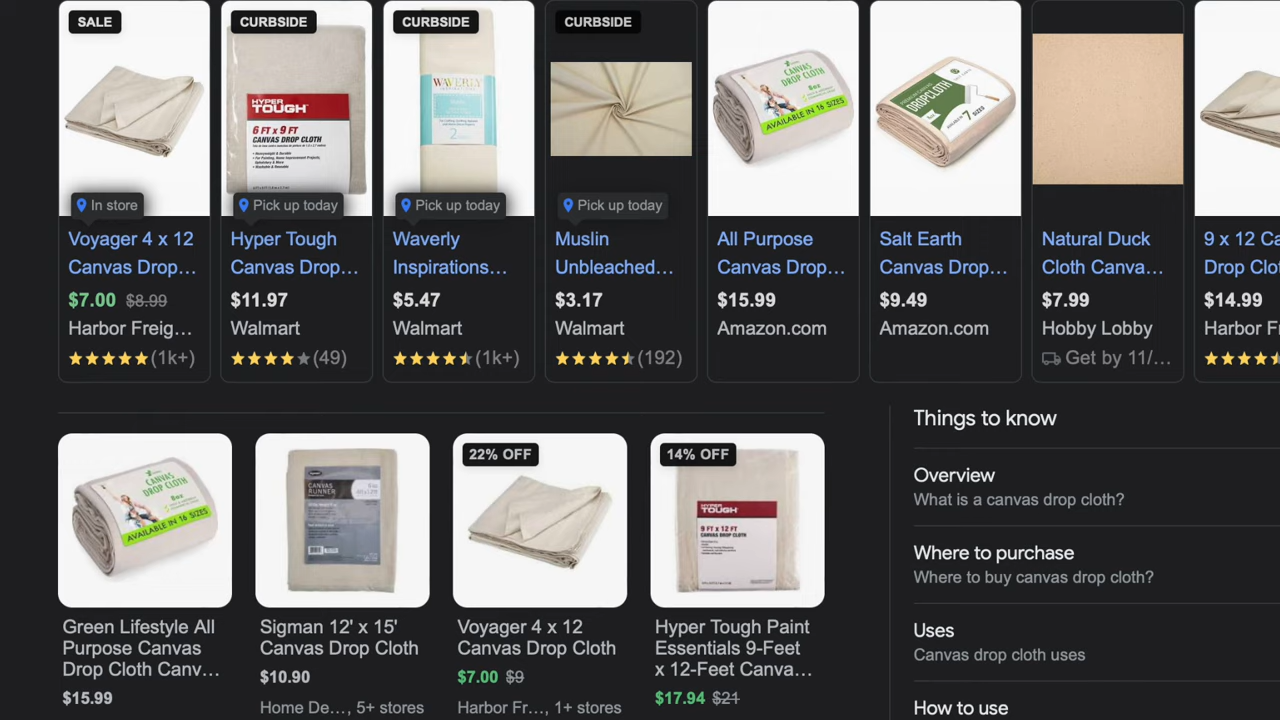 SALE
CURBSIDE
CURBSIDE
CURBSIDE
HYPER
TOUGH
6 FT x 9 FT
CANVAS DROP CLOTH
WAVERLY
2
CANVAS
DROP CLOTH
8oz
AVAILABLE IN 16 SIZES
DROPCLOTH
7 SIZES
In store
Pick up today
Pick up today
Pick up today
Voyager 4 x 12
Canvas Drop...
$7.00 $8.99
Harbor Freig...
(1k+)
Hyper Tough
Canvas Drop...
$11.97
Walmart
(49)
Waverly
Inspirations...
$5.47
Walmart
(1k+)
Muslin
Unbleached...
$3.17
Walmart
(192)
All Purpose
Canvas Drop...
$15.99
Amazon.com
Salt Earth
Canvas Drop...
$9.49
Amazon.com
Natural Duck
Cloth Canva...
$7.99
Hobby Lobby
Get by 11/...
9 x 12 Ca
Drop Clo
$14.99
Harbor F
CANVAS
DROP CLOTH
8oz
AVAILABLE IN 16 SIZES
Green Lifestyle All
Purpose Canvas
Drop Cloth Canv...
$15.99
CANVAS
RUNNER
Sigman 12' x 15'
Canvas Drop Cloth
$10.90
Home De..., 5+ stores
22% OFF
Voyager 4 x 12
Canvas Drop Cloth
$7.00 $9
Harbor Fr..., 1+ stores
14% OFF
HYPER
TOUGH
9 FT x 12 FT
CANVAS DROP CLOTH
Hyper Tough Paint
Essentials 9-Feet
x 12-Feet Canva...
$17.94 $21
Things to know
Overview
What is a canvas drop cloth?
Where to purchase
Where to buy canvas drop cloth?
Uses
Canvas drop cloth uses
How to use